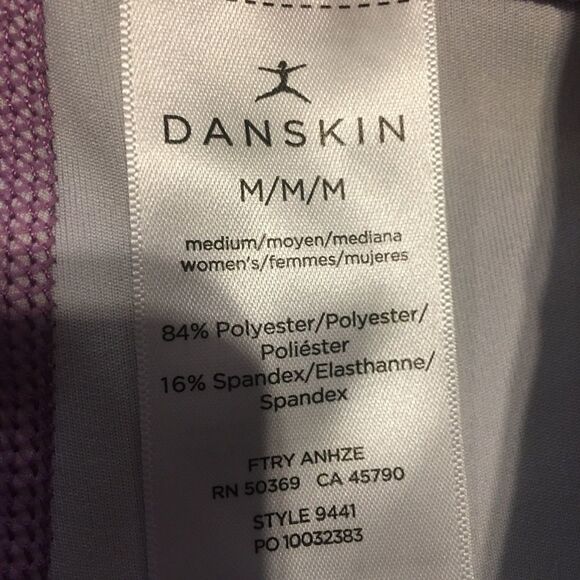 DANSKIN
M/M/M
medium/moyen/mediana
women's/femmes/mujeres
84% Polyester/Polyester/
Poliéster
16% Spandex/Elasthanne/
Spandex
FTRY ANHZE
RN 50369 CA 45790
STYLE 9441
PO 10032383